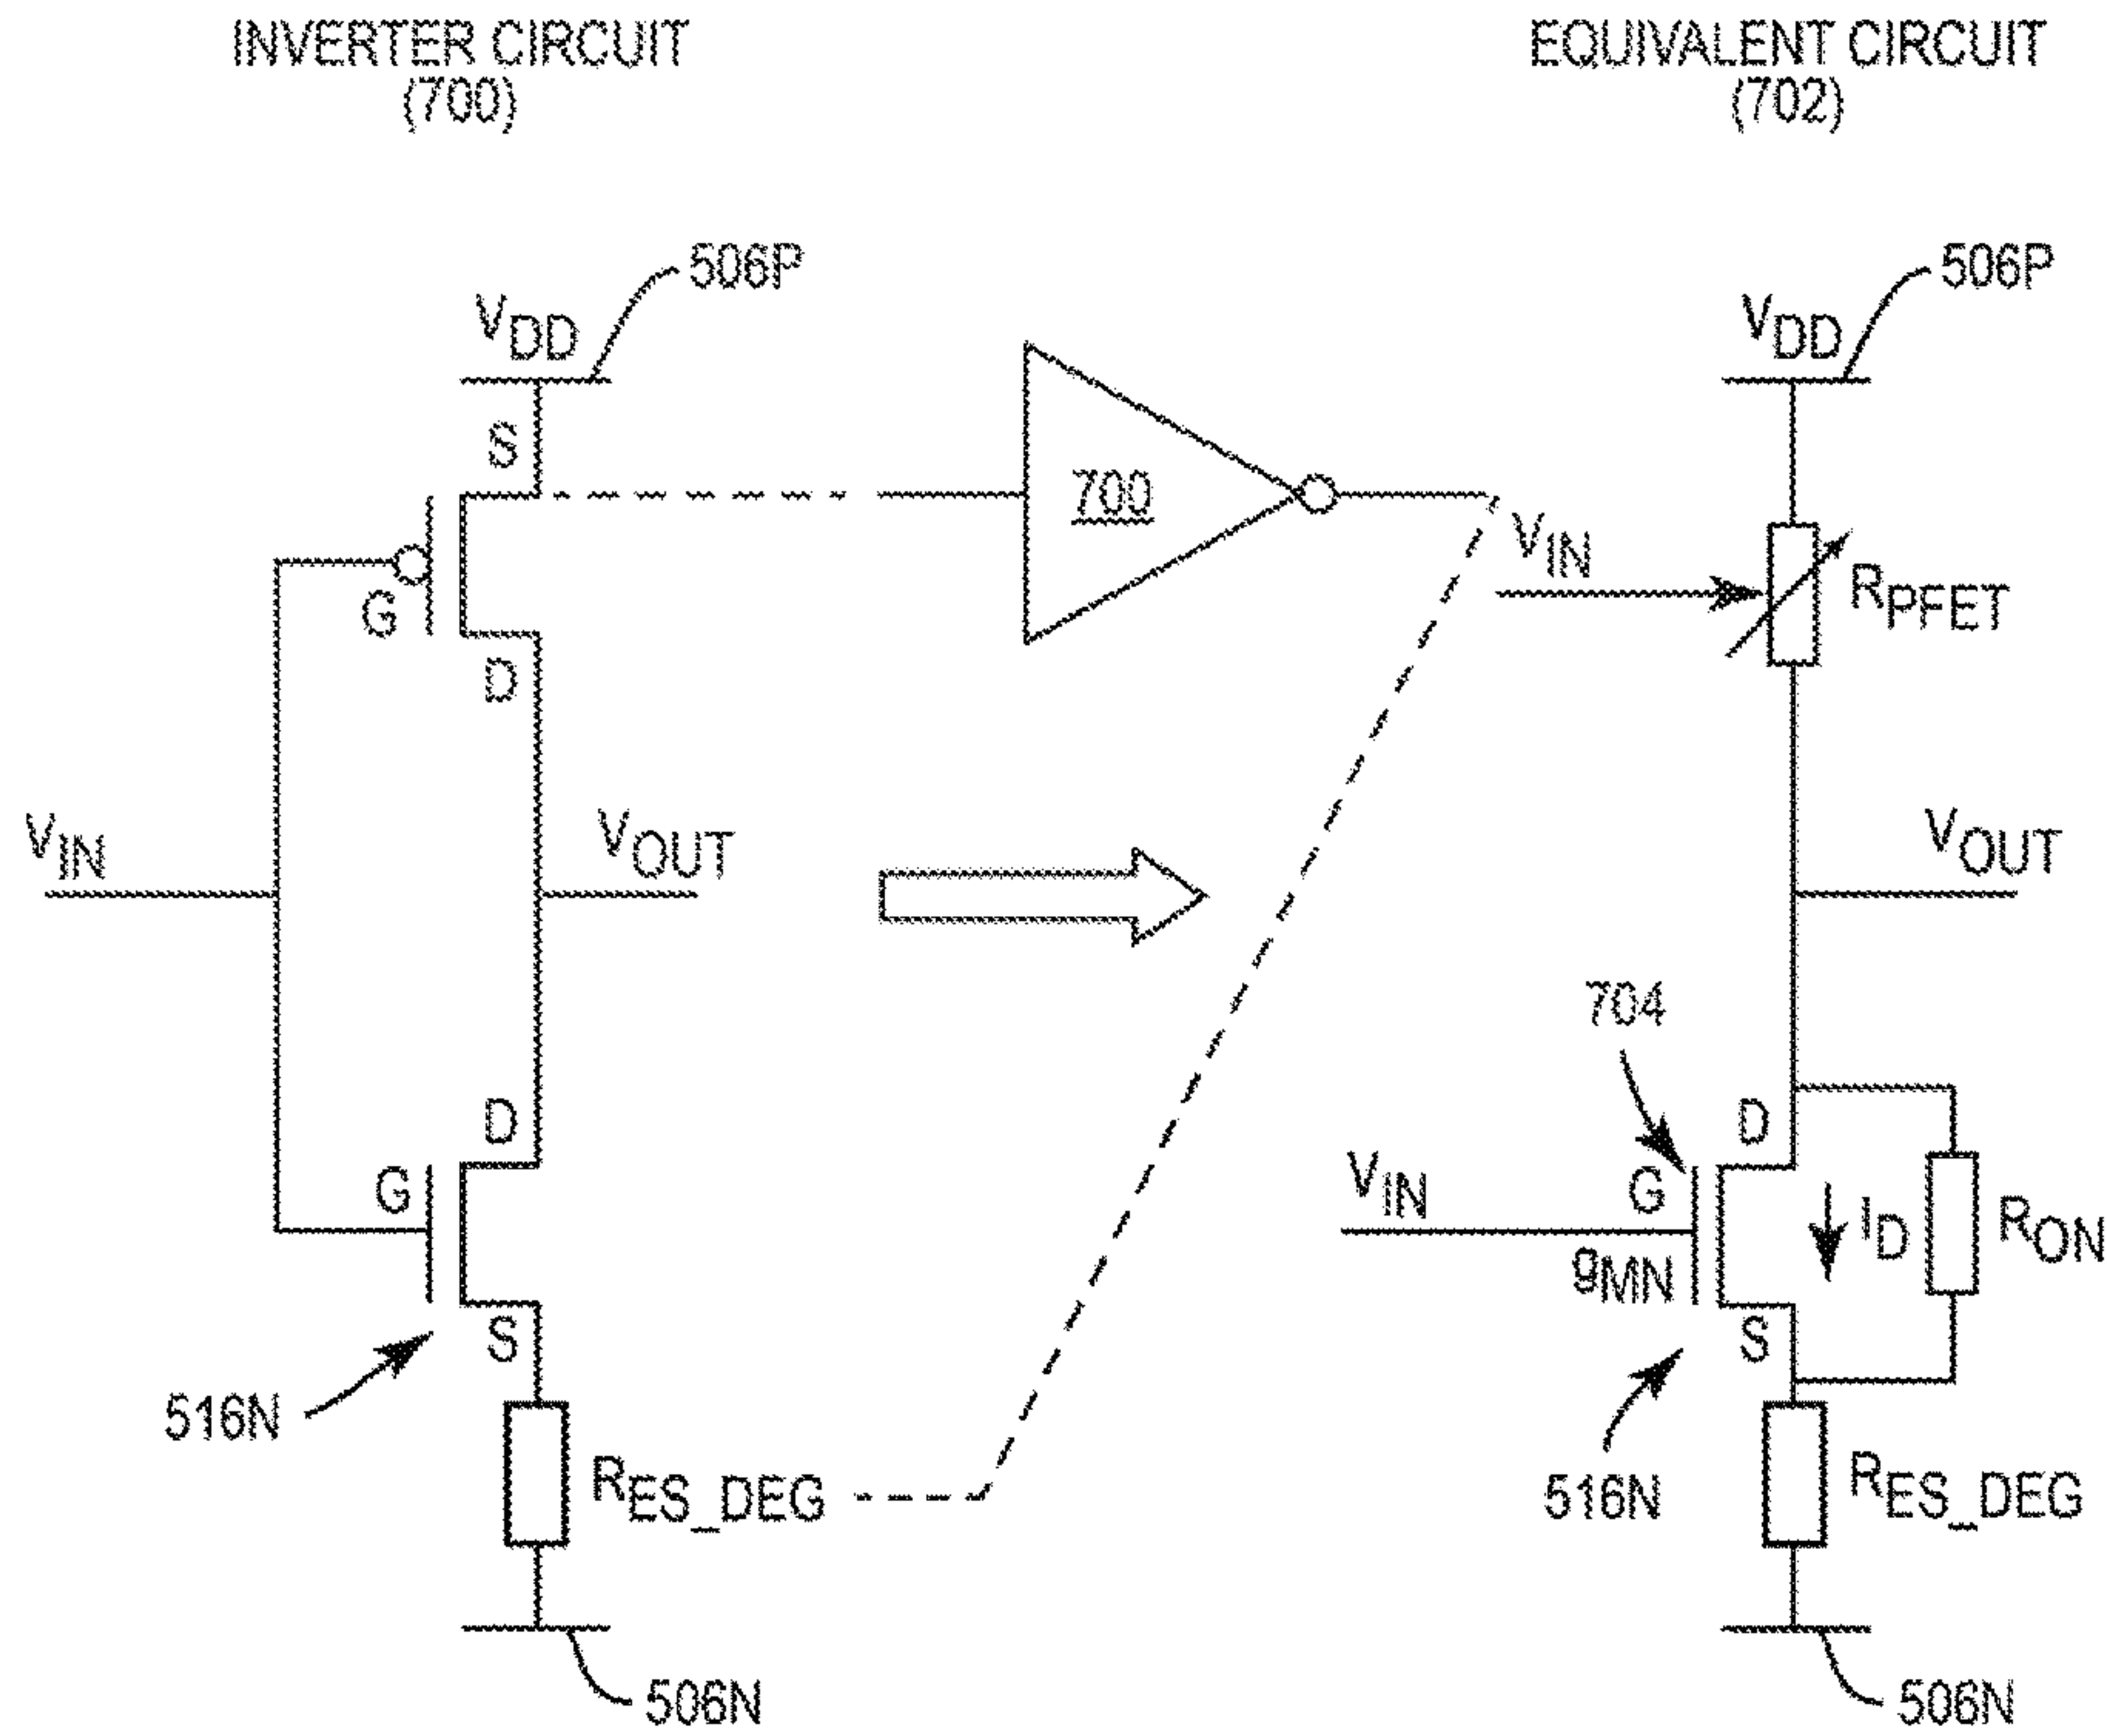 INVERTER CIRCUIT
(700)
VDD
506P
S
G
D
VIN
VOUT
D
G
S
516N
RES_DEG
506N
700
EQUIVALENT CIRCUIT
(702)
VDD
506P
VIN
RPFET
VOUT
704
D
VIN
G
gMN
ID
RON
S
516N
RES_DEG
506N